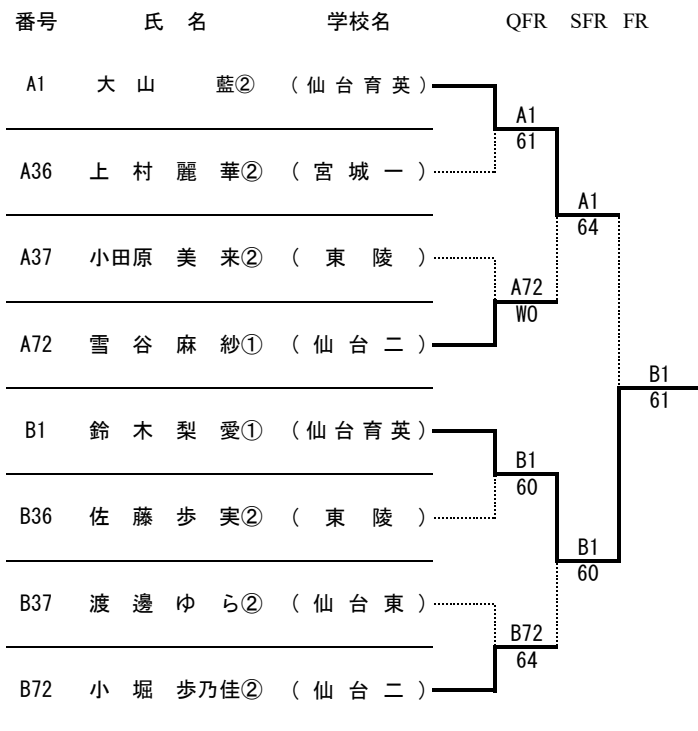 番号 氏 名 学校名 QFR SFR FR
A1 大 山 藍② (仙台育英)
A1
61
A36 上 村 麗 華② (宮城一)
A1
64
A37 小田原 美 来② (東陵)
A72
W0
A72 雪 谷 麻 紗① (仙台二)
B1
61
B1 鈴 木 梨 愛① (仙台育英)
B1
60
B36 佐 藤 歩 実② (東陵)
B1
60
B37 渡 邊 ゆ ら② (仙台東)
B72
64
B72 小 堀 歩乃佳② (仙台二)